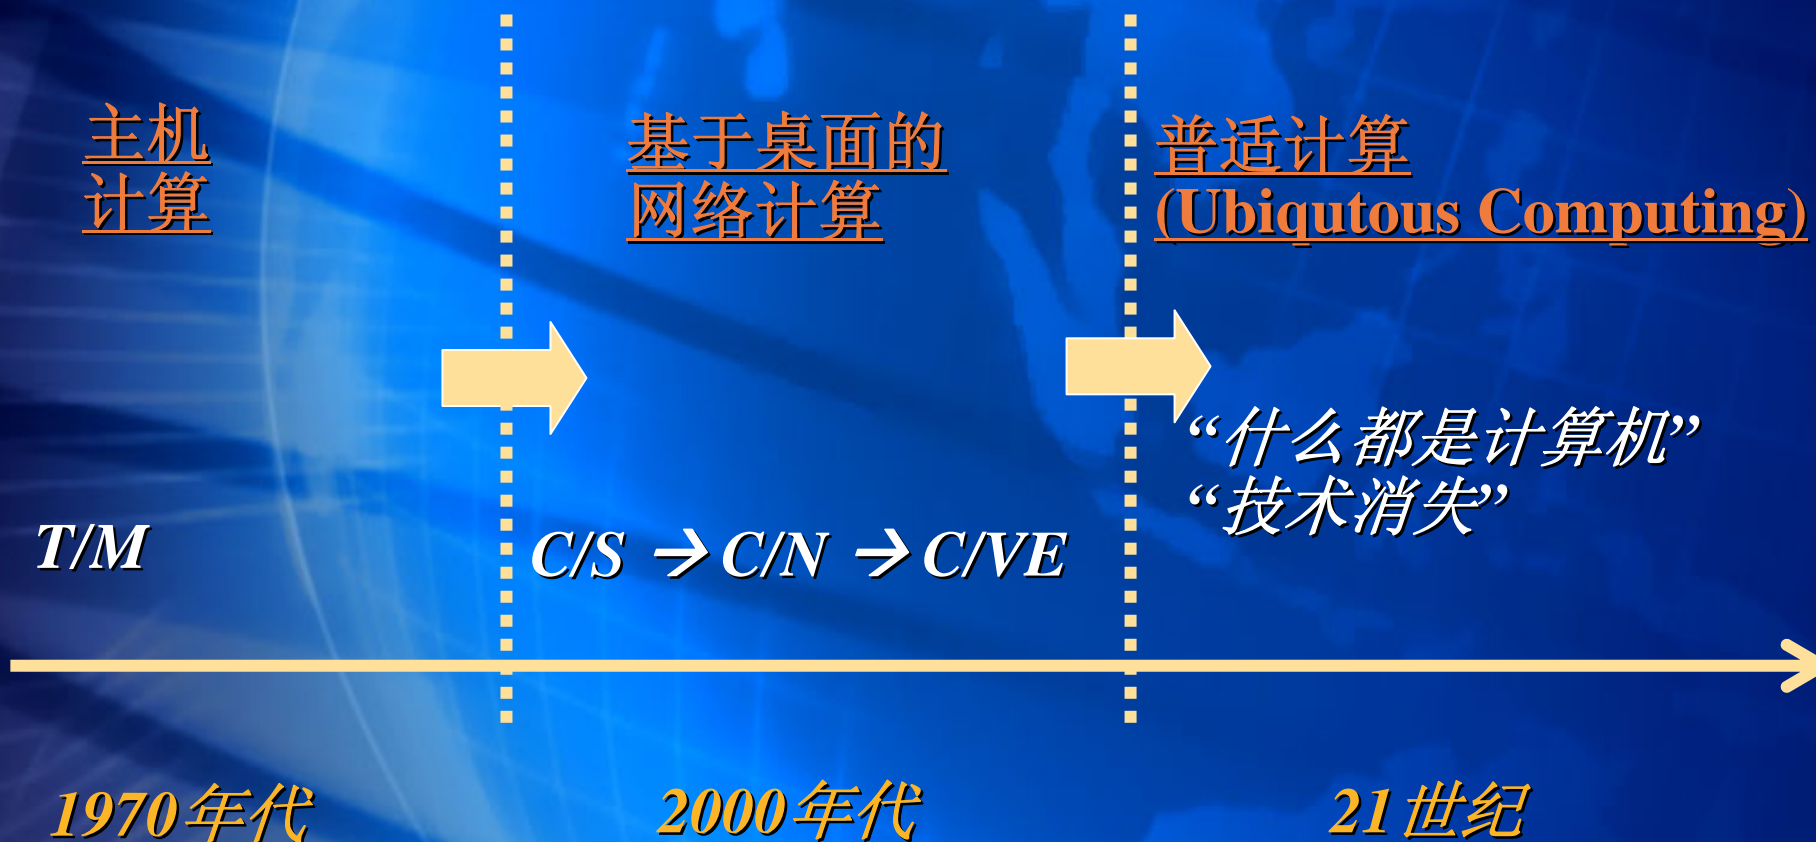 主机
计算
基于桌面的
网络计算
普适计算
(Ubiqutous Computing)
“什么都是计算机”
“技术消失”
T/M
C/S → C/N → C/VE
1970年代
2000年代
21世纪